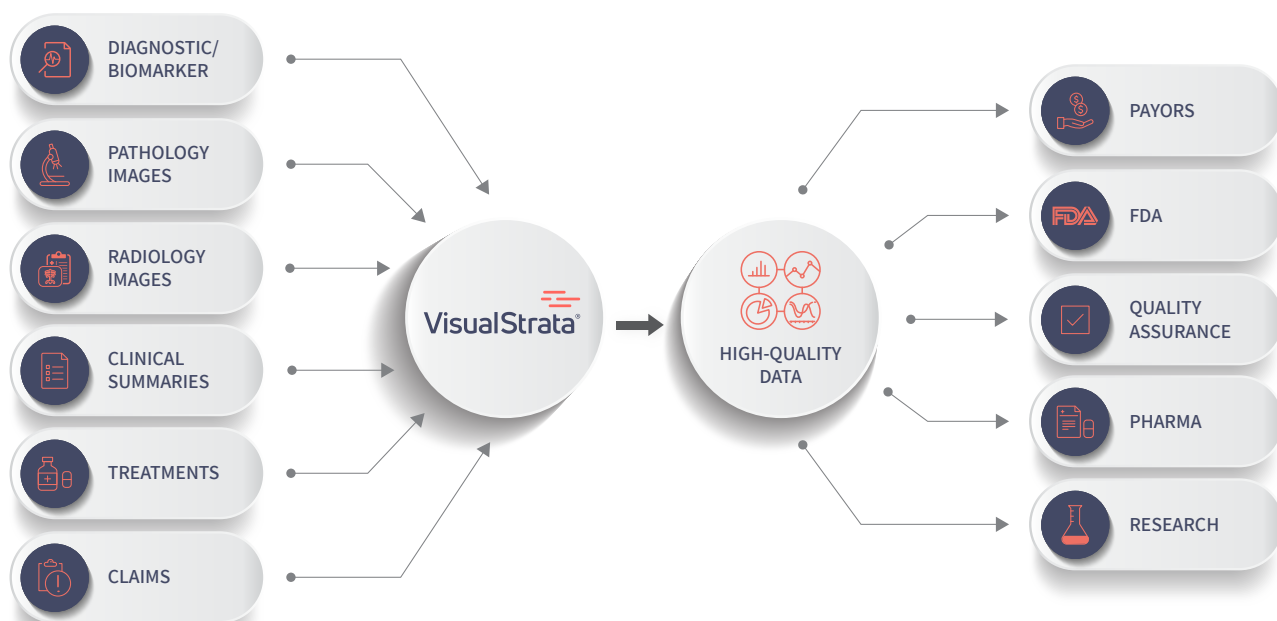 DIAGNOSTIC/
BIOMARKER
PATHOLOGY
IMAGES
RADIOLOGY
IMAGES
CLINICAL
SUMMARIES
TREATMENTS
CLAIMS
VisualStrata®
HIGH-QUALITY
DATA
PAYORS
FDA
FDA
QUALITY
ASSURANCE
PHARMA
RESEARCH